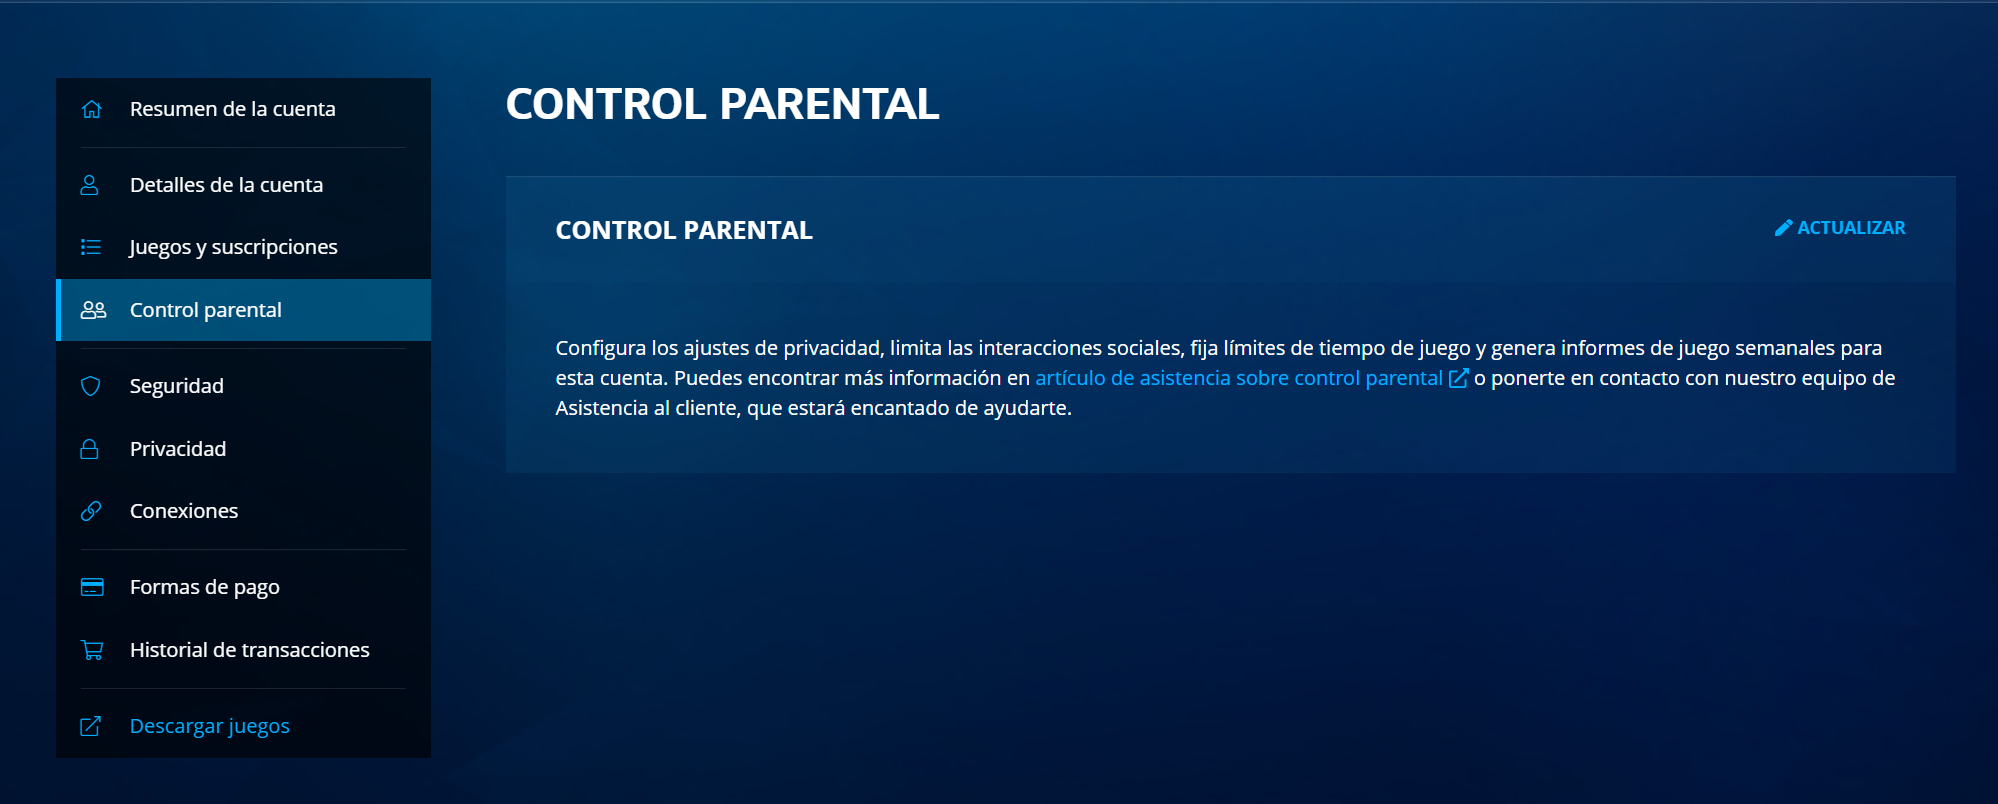 Resumen de la cuenta
Detalles de la cuenta
Juegos y suscripciones
Control parental
Seguridad
Privacidad
Conexiones
Formas de pago
Historial de transacciones
Descargar juegos
CONTROL PARENTAL
CONTROL PARENTAL
ACTUALIZAR
Configura los ajustes de privacidad, limita las interacciones sociales, fija límites de tiempo de juego y genera informes de juego semanales para
esta cuenta. Puedes encontrar más información en artículo de asistencia sobre control parental o ponerte en contacto con nuestro equipo de
Asistencia al cliente, que estará encantado de ayudarte.